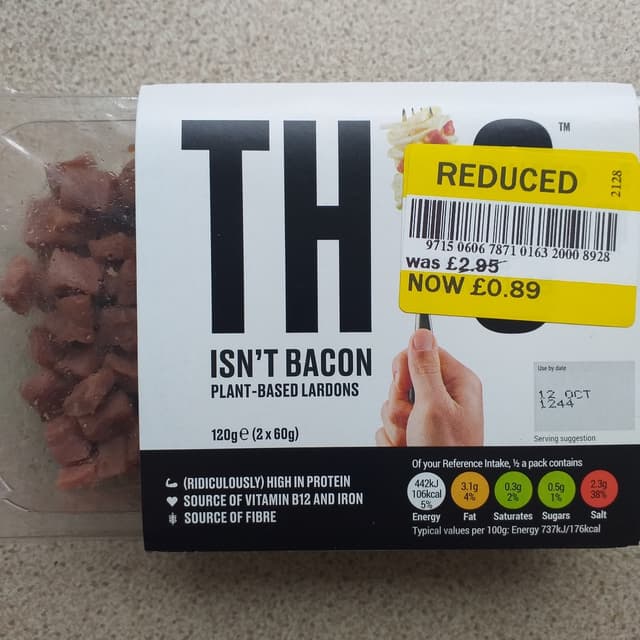 TH S
TM
REDUCED
2128
9715 0606 7871 0163 2000 8928
was £2.95
NOW £0.89
ISN'T BACON
PLANT-BASED LARDONS
120g e (2 x 60g)
Use by date
12 OCT
1244
Serving suggestion
(RIDICULOUSLY) HIGH IN PROTEIN
SOURCE OF VITAMIN B12 AND IRON
SOURCE OF FIBRE
Of your Reference Intake, ½ a pack contains
442kJ 106kcal 5% 3.1g 4% 0.3g 2% 0.5g 1% 2.3g 38%
Energy Fat Saturates Sugars Salt
Typical values per 100g: Energy 737kJ/176kcal